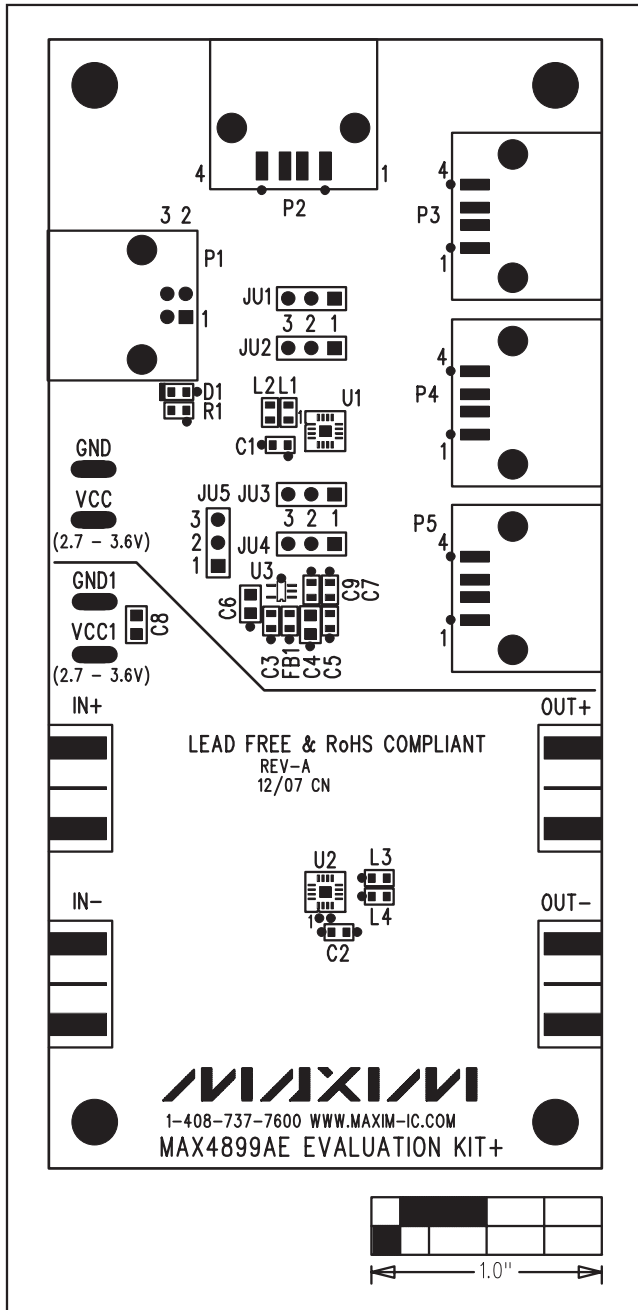 4
1
P2
3 2
P1
1
4
P3
1
JU1
3 2 1
JU2
4
P4
1
D1
R1
L2 L1
U1
1
C1
GND
VCC
(2.7 - 3.6V)
JU5
3
2
1
JU3
3 2 1
JU4
P5
4
1
U3
C9
C7
C6
GND1
VCC1
(2.7 - 3.6V)
C8
C3
FB1
C4
C5
IN+
OUT+
LEAD FREE & RoHS COMPLIANT
REV-A
12/07 CN
U2
L3
L4
1
C2
IN-
OUT-
MAXIM
1-408-737-7600 WWW.MAXIM-IC.COM
MAX4899AE EVALUATION KIT+
1.0"